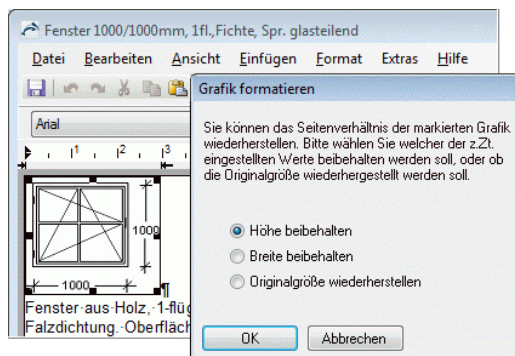 Fenster 1000/1000mm, 1fl.,Fichte, Spr. glasteilend
Datei Bearbeiten Ansicht Einfügen Format Extras Hilfe
Grafik formatieren
Arial
1 2 3
Sie können das Seitenverhältnis der markierten Grafik
wiederherstellen. Bitte wählen Sie welcher der z.Zt.
eingestellten Werte beibehalten werden soll, oder ob
die Originalgröße wiederhergestellt werden soll.
1000
Höhe beibehalten
Breite beibehalten
Originalgröße wiederherstellen
1000 ¶
Fenster·aus·Holz,·1-flüg
Falzdichtung.·Oberfläch
OK Abbrechen